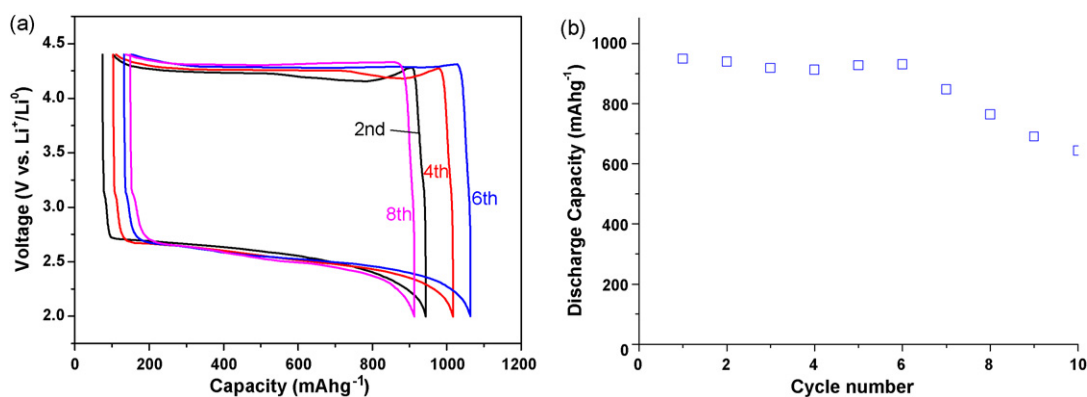 (a)
4.5
4.0
3.5
3.0
2.5
2.0
Voltage (V vs. Li⁺/Li⁰)
2nd
4th
6th
8th
0 200 400 600 800 1000 1200
Capacity (mAhg⁻¹)
(b)
1000
800
600
400
200
0
Discharge Capacity (mAhg⁻¹)
0 2 4 6 8 10
Cycle number